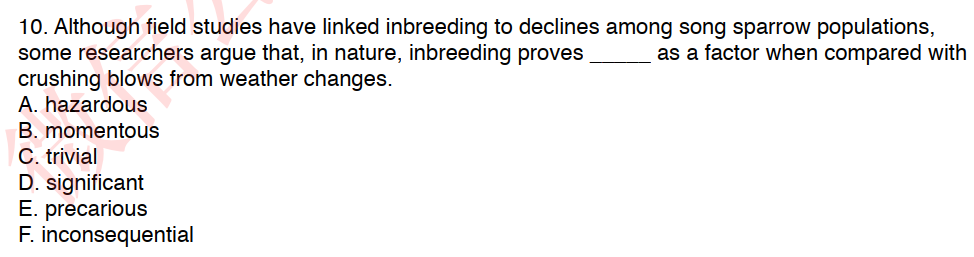 10. Although field studies have linked inbreeding to declines among song sparrow populations,
some researchers argue that, in nature, inbreeding proves _____ as a factor when compared with
crushing blows from weather changes.
A. hazardous
B. momentous
C. trivial
D. significant
E. precarious
F. inconsequential